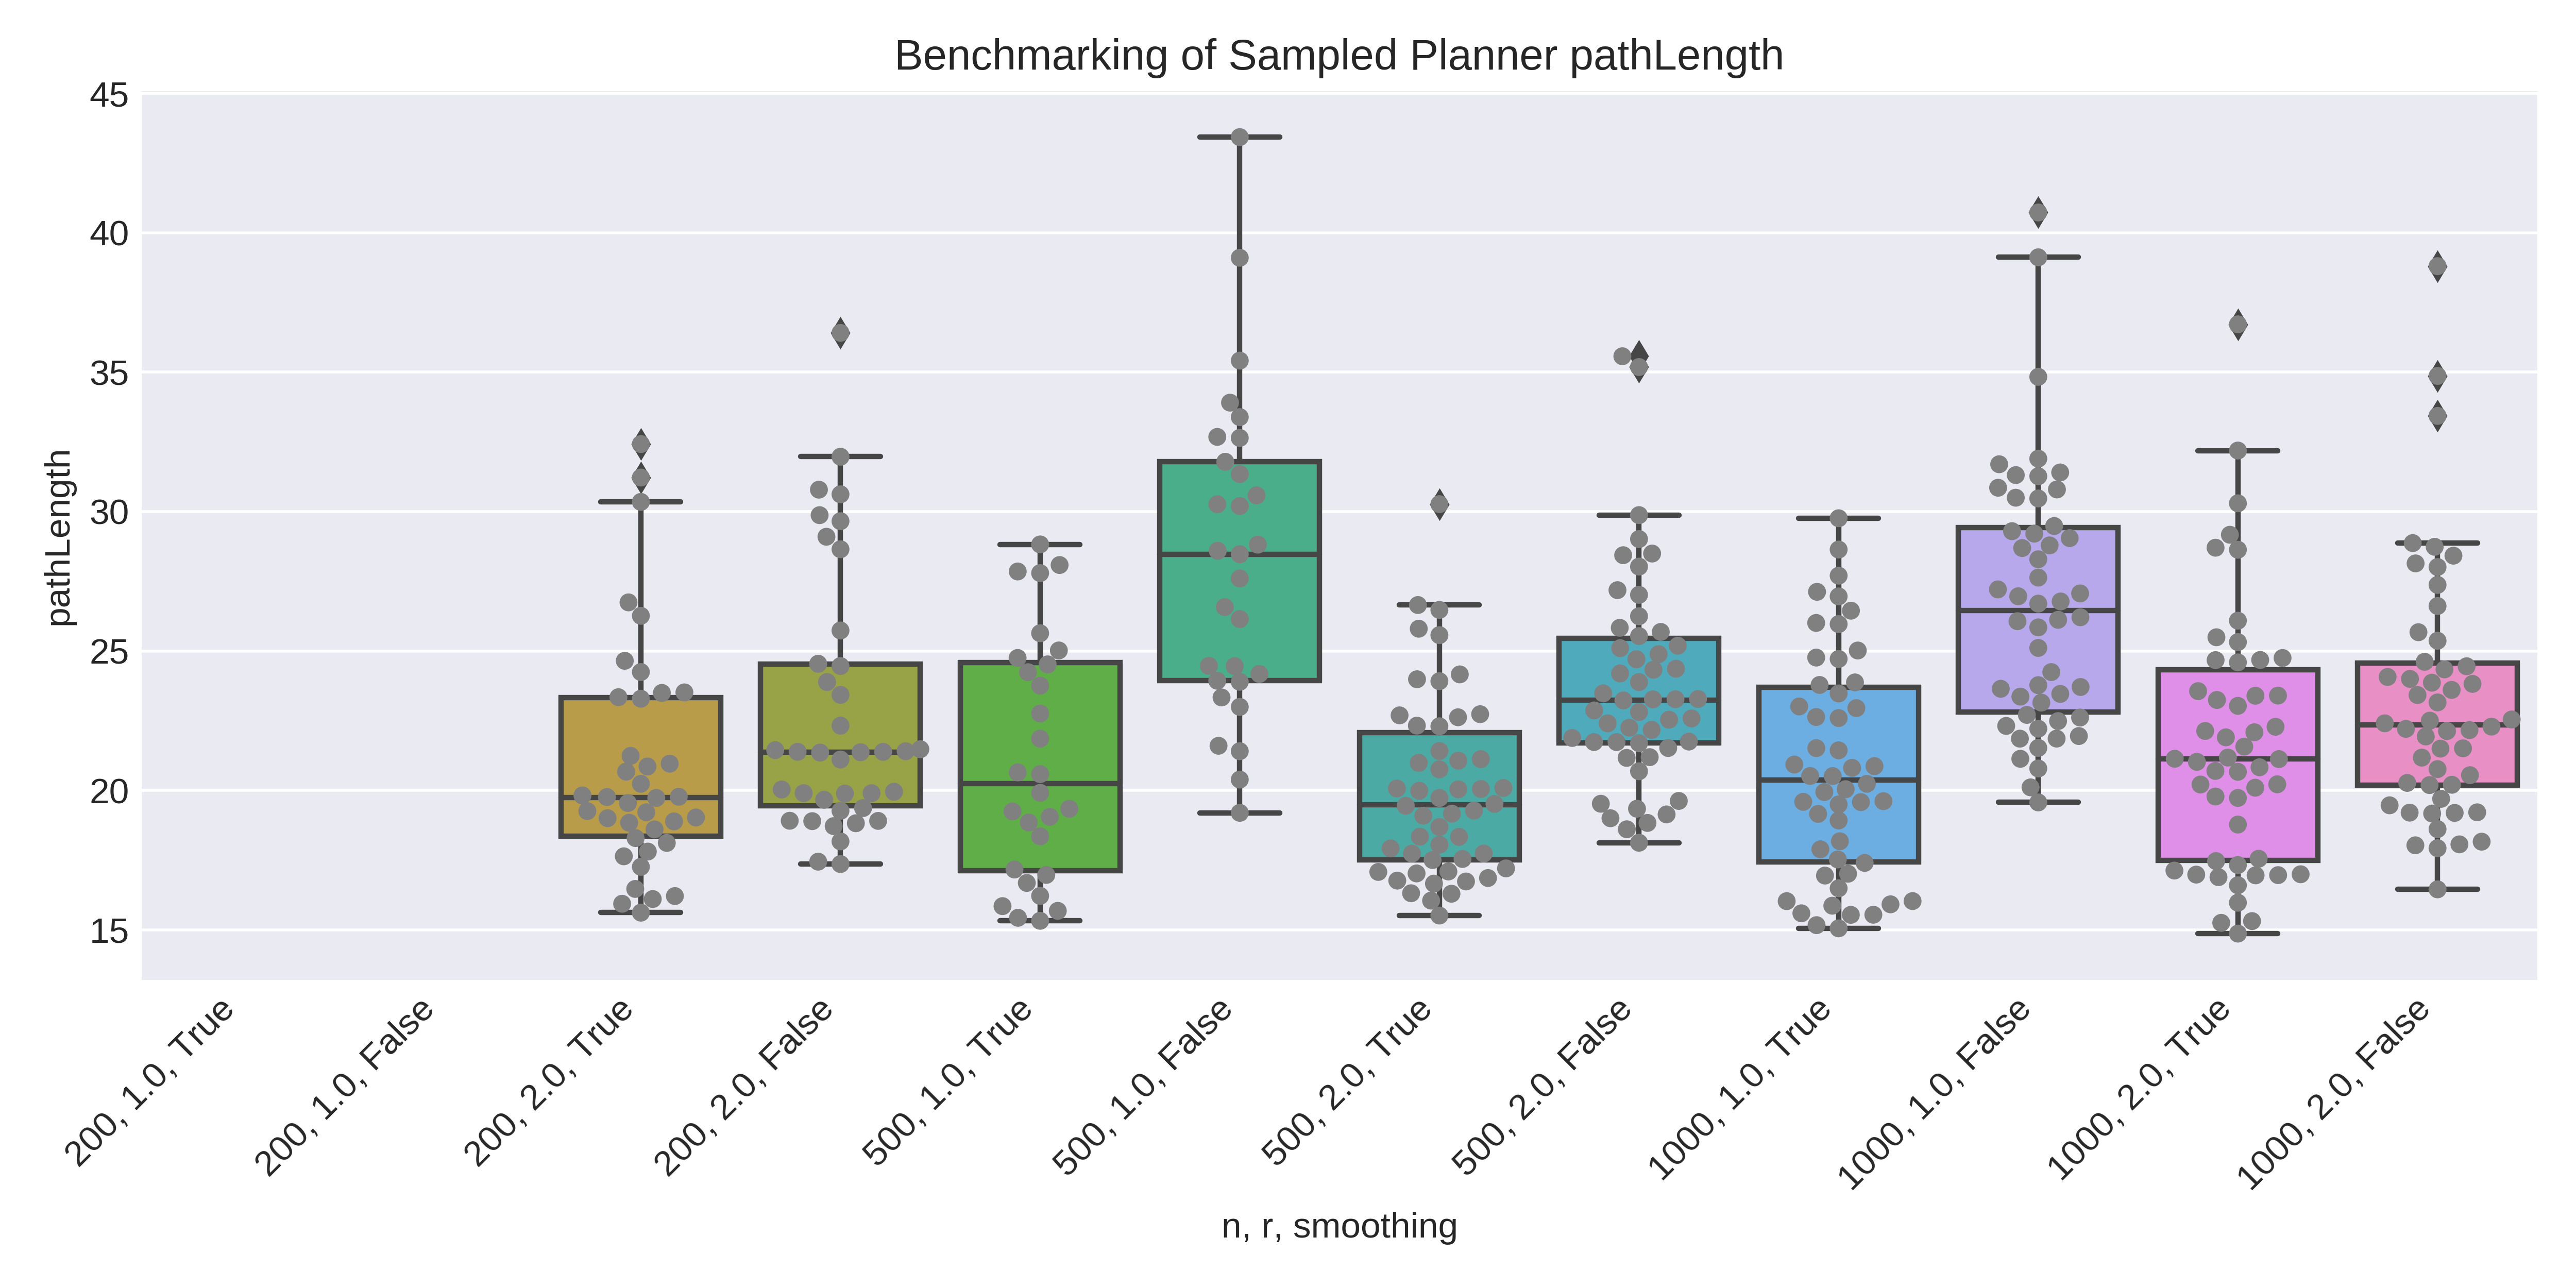 Benchmarking of Sampled Planner pathLength
45
40
35
30
25
20
15
pathLength
200, 1.0, True
200, 1.0, False
200, 2.0, True
200, 2.0, False
500, 1.0, True
500, 1.0, False
500, 2.0, True
500, 2.0, False
1000, 1.0, True
1000, 1.0, False
1000, 2.0, True
1000, 2.0, False
n, r, smoothing